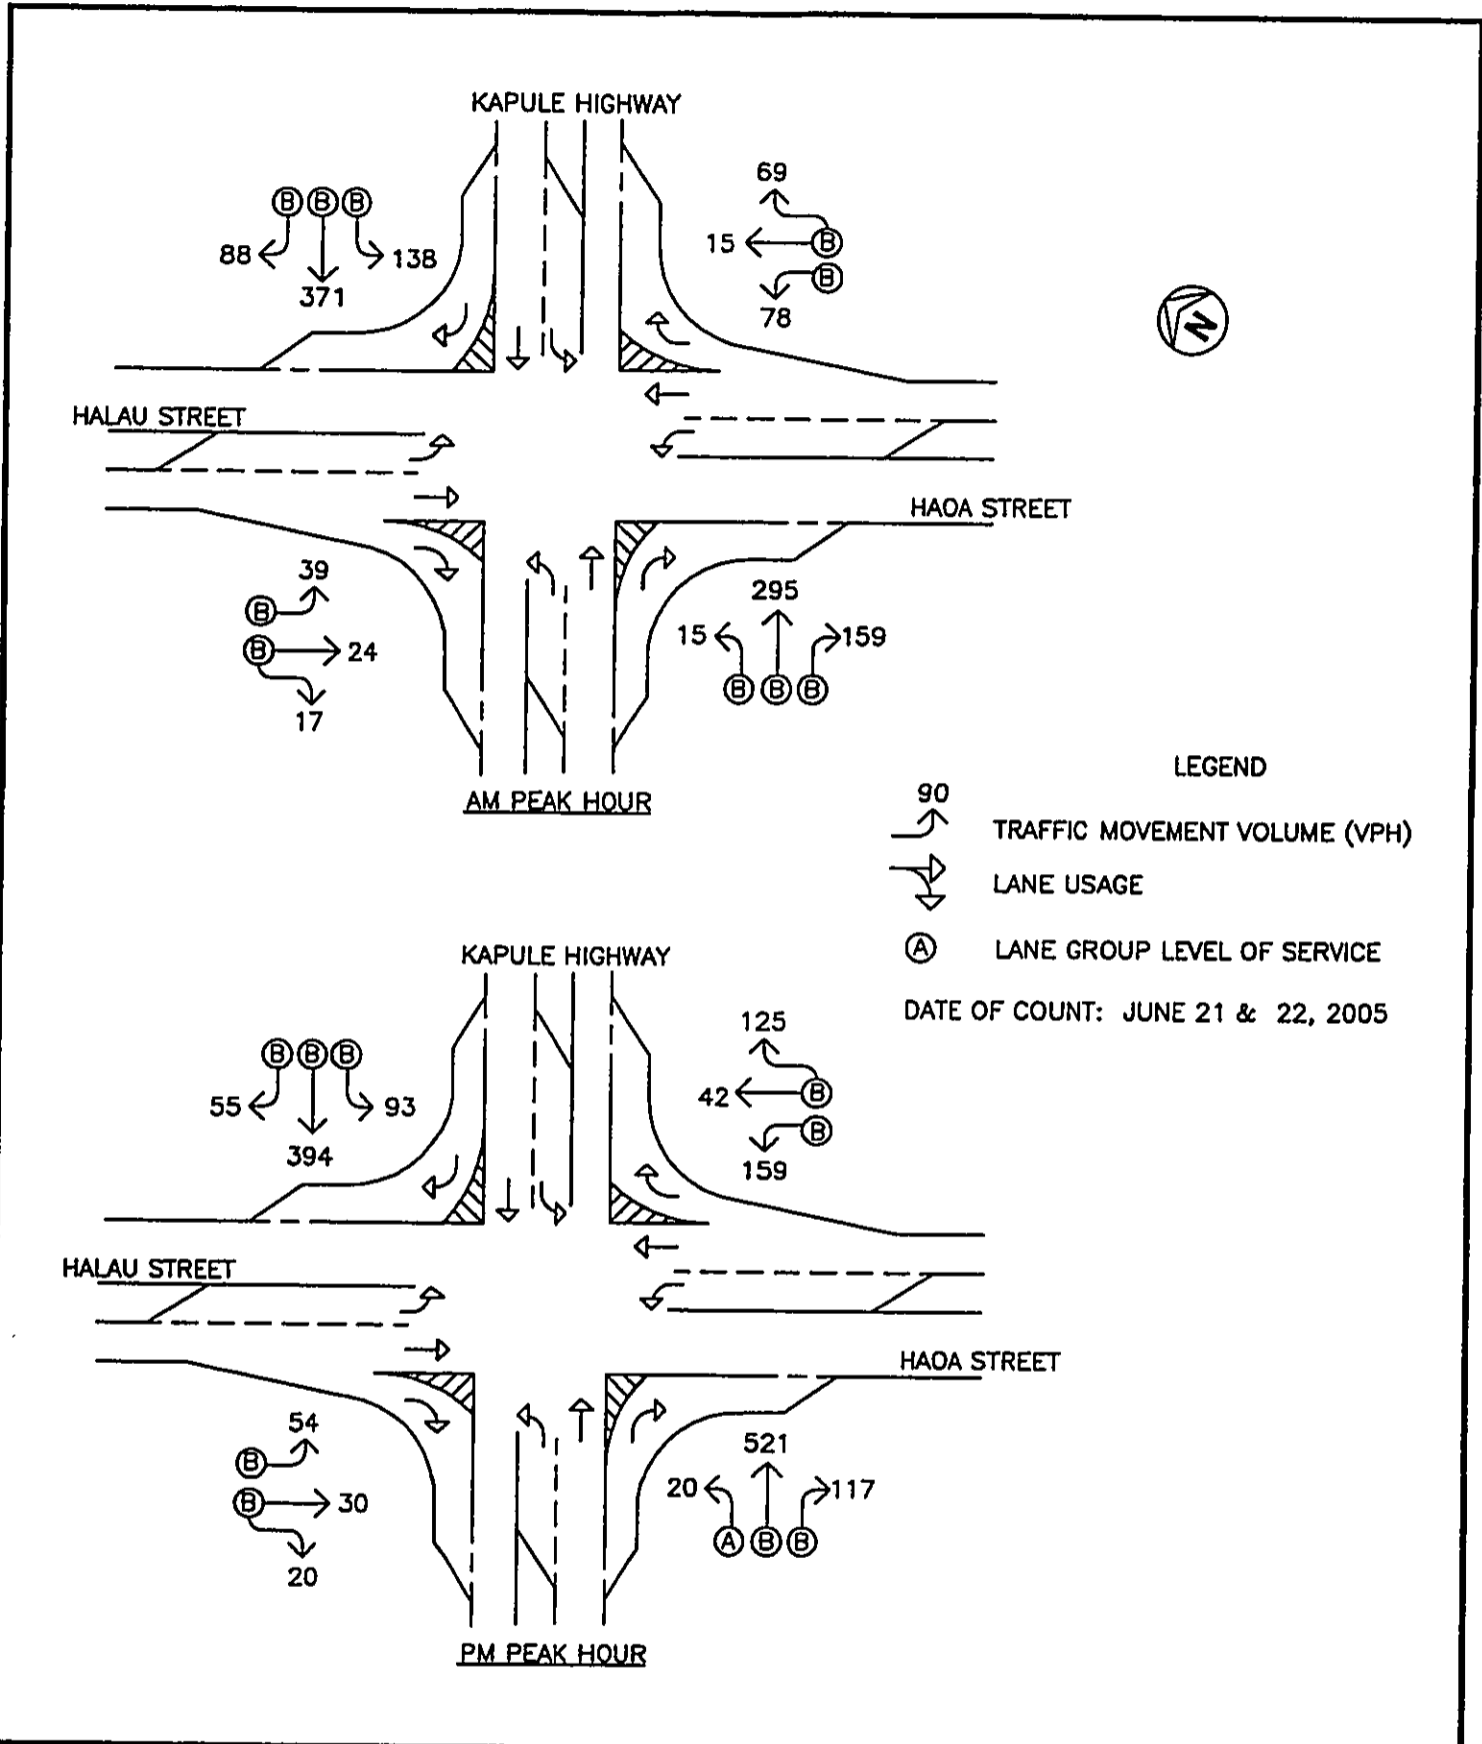 KAPULE HIGHWAY
B B B
88 138
371
69
15 B
B
78
N
HALAU STREET
HAOA STREET
39
B
B 24
17
295
15 159
B B B
AM PEAK HOUR
LEGEND
90
TRAFFIC MOVEMENT VOLUME (VPH)
LANE USAGE
A LANE GROUP LEVEL OF SERVICE
DATE OF COUNT: JUNE 21 & 22, 2005
KAPULE HIGHWAY
B B B
55 93
394
125
42 B
B
159
HALAU STREET
HAOA STREET
54
B
B 30
20
521
20 117
A B B
PM PEAK HOUR